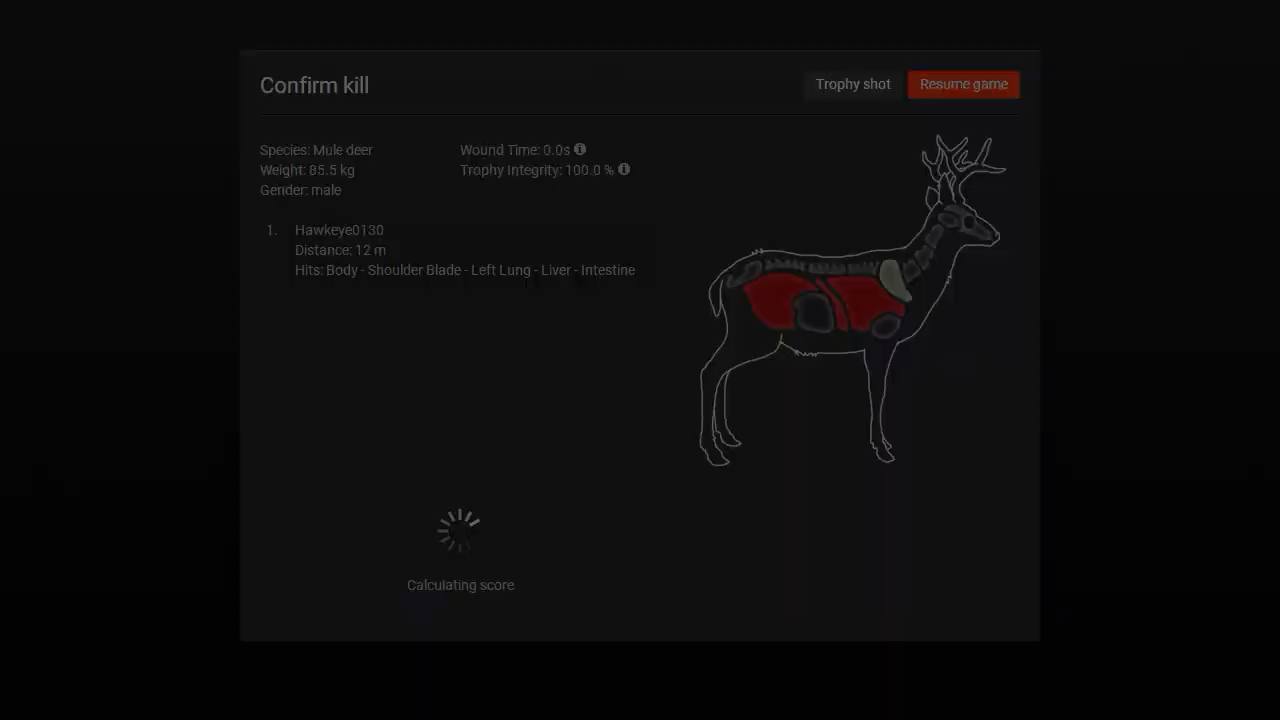 Confirm kill
Trophy shot
Resume game
Species: Mule deer
Weight: 85.5 kg
Gender: male
Wound Time: 0.0s
Trophy Integrity: 100.0 %
1. Hawkeye0130
Distance: 12 m
Hits: Body - Shoulder Blade - Left Lung - Liver - Intestine
Calculating score